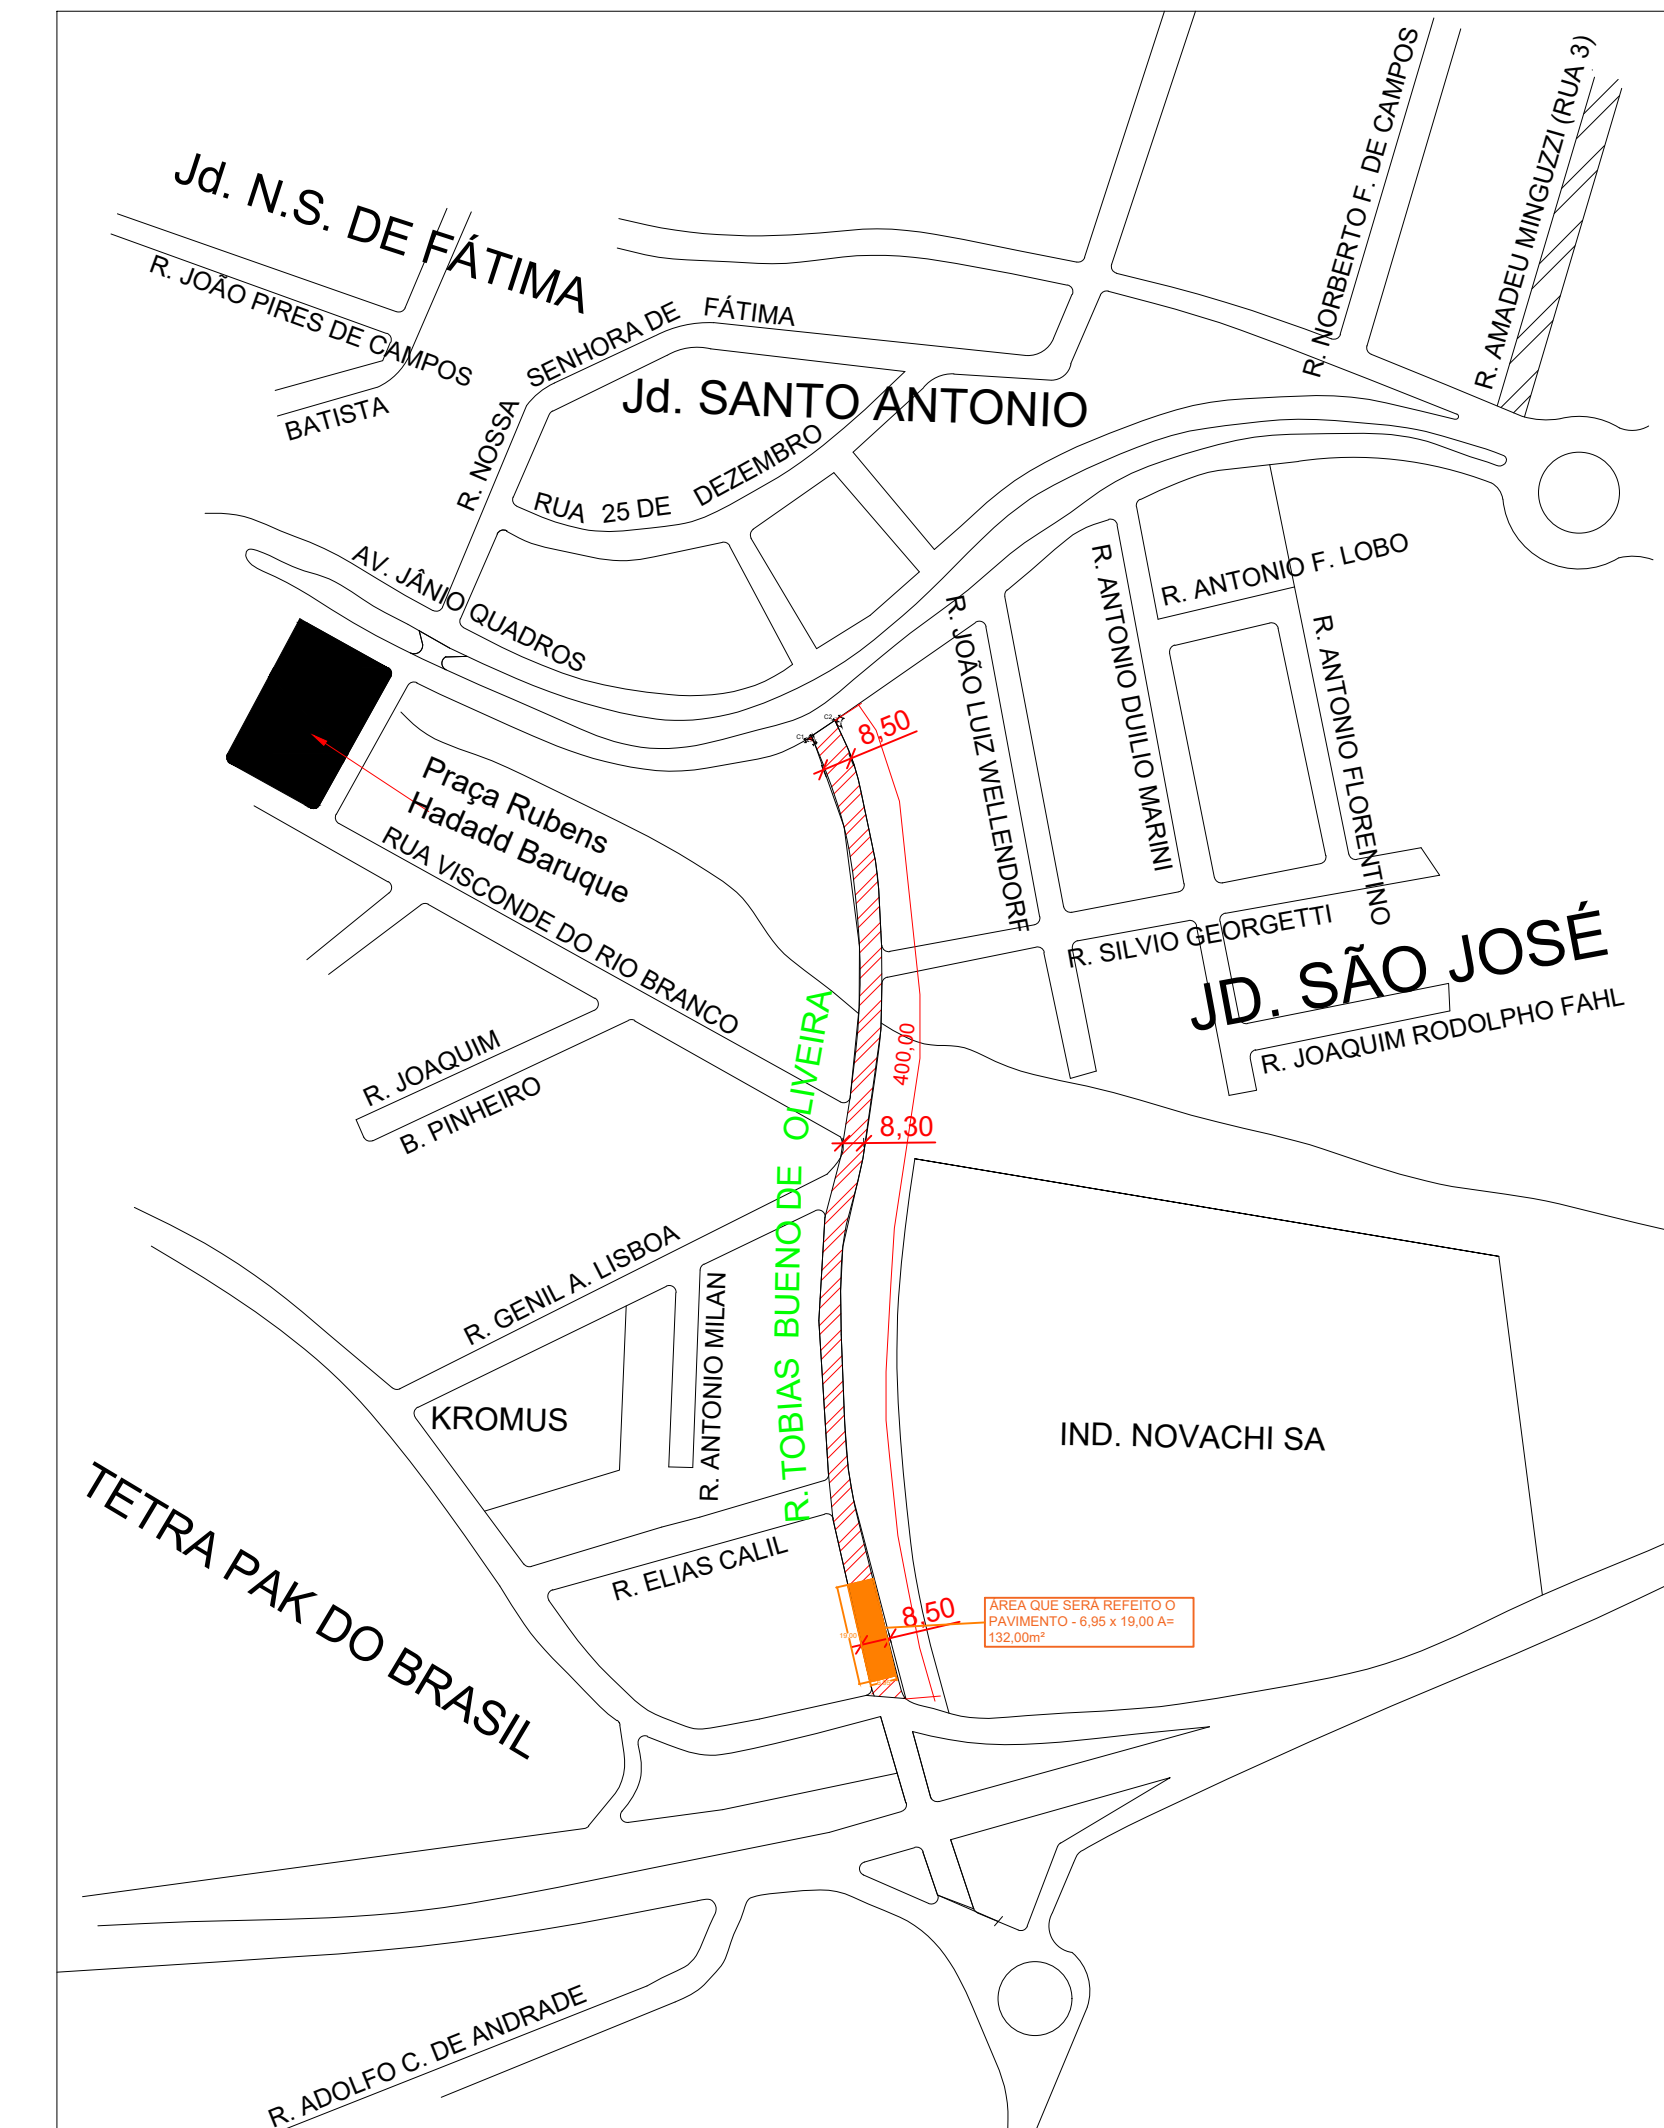 R. NORBERTO F. DE CAMPOS
R. AMADEU MINGUZZI (RUA 3)
Jd. N.S. DE FÁTIMA
R. JOÃO PIRES DE CAMPOS
BATISTA
R. NOSSA SENHORA DE FÁTIMA
Jd. SANTO ANTONIO
RUA 25 DE DEZEMBRO
AV. JÂNIO QUADROS
R. ANTONIO F. LOBO
R. JOÃO LUIZ WELLENDORF
R. ANTONIO DUILIO MARINI
R. ANTONIO FLORENTINO
C2
C1
8,50
Praça Rubens
Hadadd Baruque
RUA VISCONDE DO RIO BRANCO
R. SILVIO GEORGETTI
JD. SÃO JOSÉ
R. JOAQUIM RODOLPHO FAHL
R. JOAQUIM
B. PINHEIRO
400,00
8,30
R. TOBIAS BUENO DE OLIVEIRA
R. GENIL A. LISBOA
R. ANTONIO MILAN
KROMUS
IND. NOVACHI SA
TETRA PAK DO BRASIL
R. ELIAS CALIL
8,50
19,00
ÁREA QUE SERÁ REFEITO O
PAVIMENTO - 6,95 x 19,00 A=
132,00m²
R. ADOLFO C. DE ANDRADE